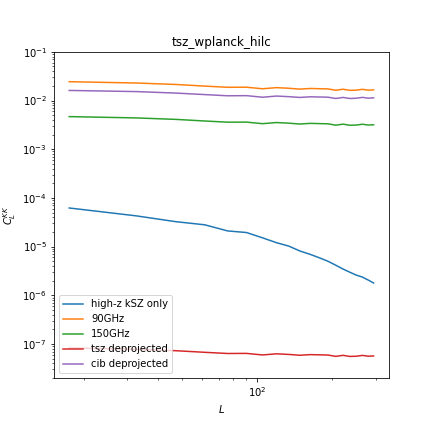 tsz_wplanck_hilc
10⁻¹
10⁻²
10⁻³
10⁻⁴
10⁻⁵
10⁻⁶
10⁻⁷
C_L^{KK}
high-z kSZ only
90GHz
150GHz
tsz deprojected
cib deprojected
10²
L